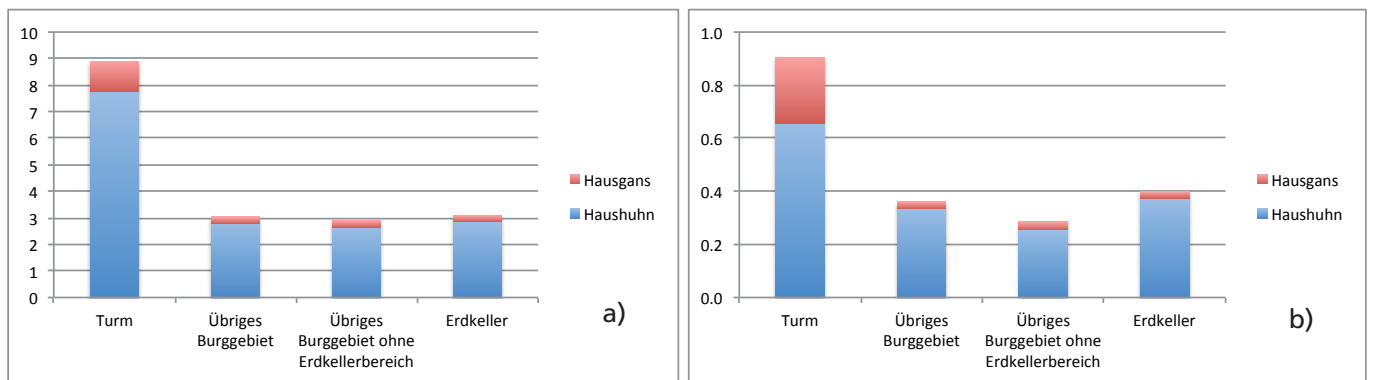 10
9
8
7
6
5
4
3
2
1
0
Turm
Übriges
Burggebiet
Übriges
Burggebiet ohne
Erdkellerbereich
Erdkeller
Hausgans
Haushuhn
a)
1.0
0.8
0.6
0.4
0.2
0.0
Turm
Übriges
Burggebiet
Übriges
Burggebiet ohne
Erdkellerbereich
Erdkeller
Hausgans
Haushuhn
b)